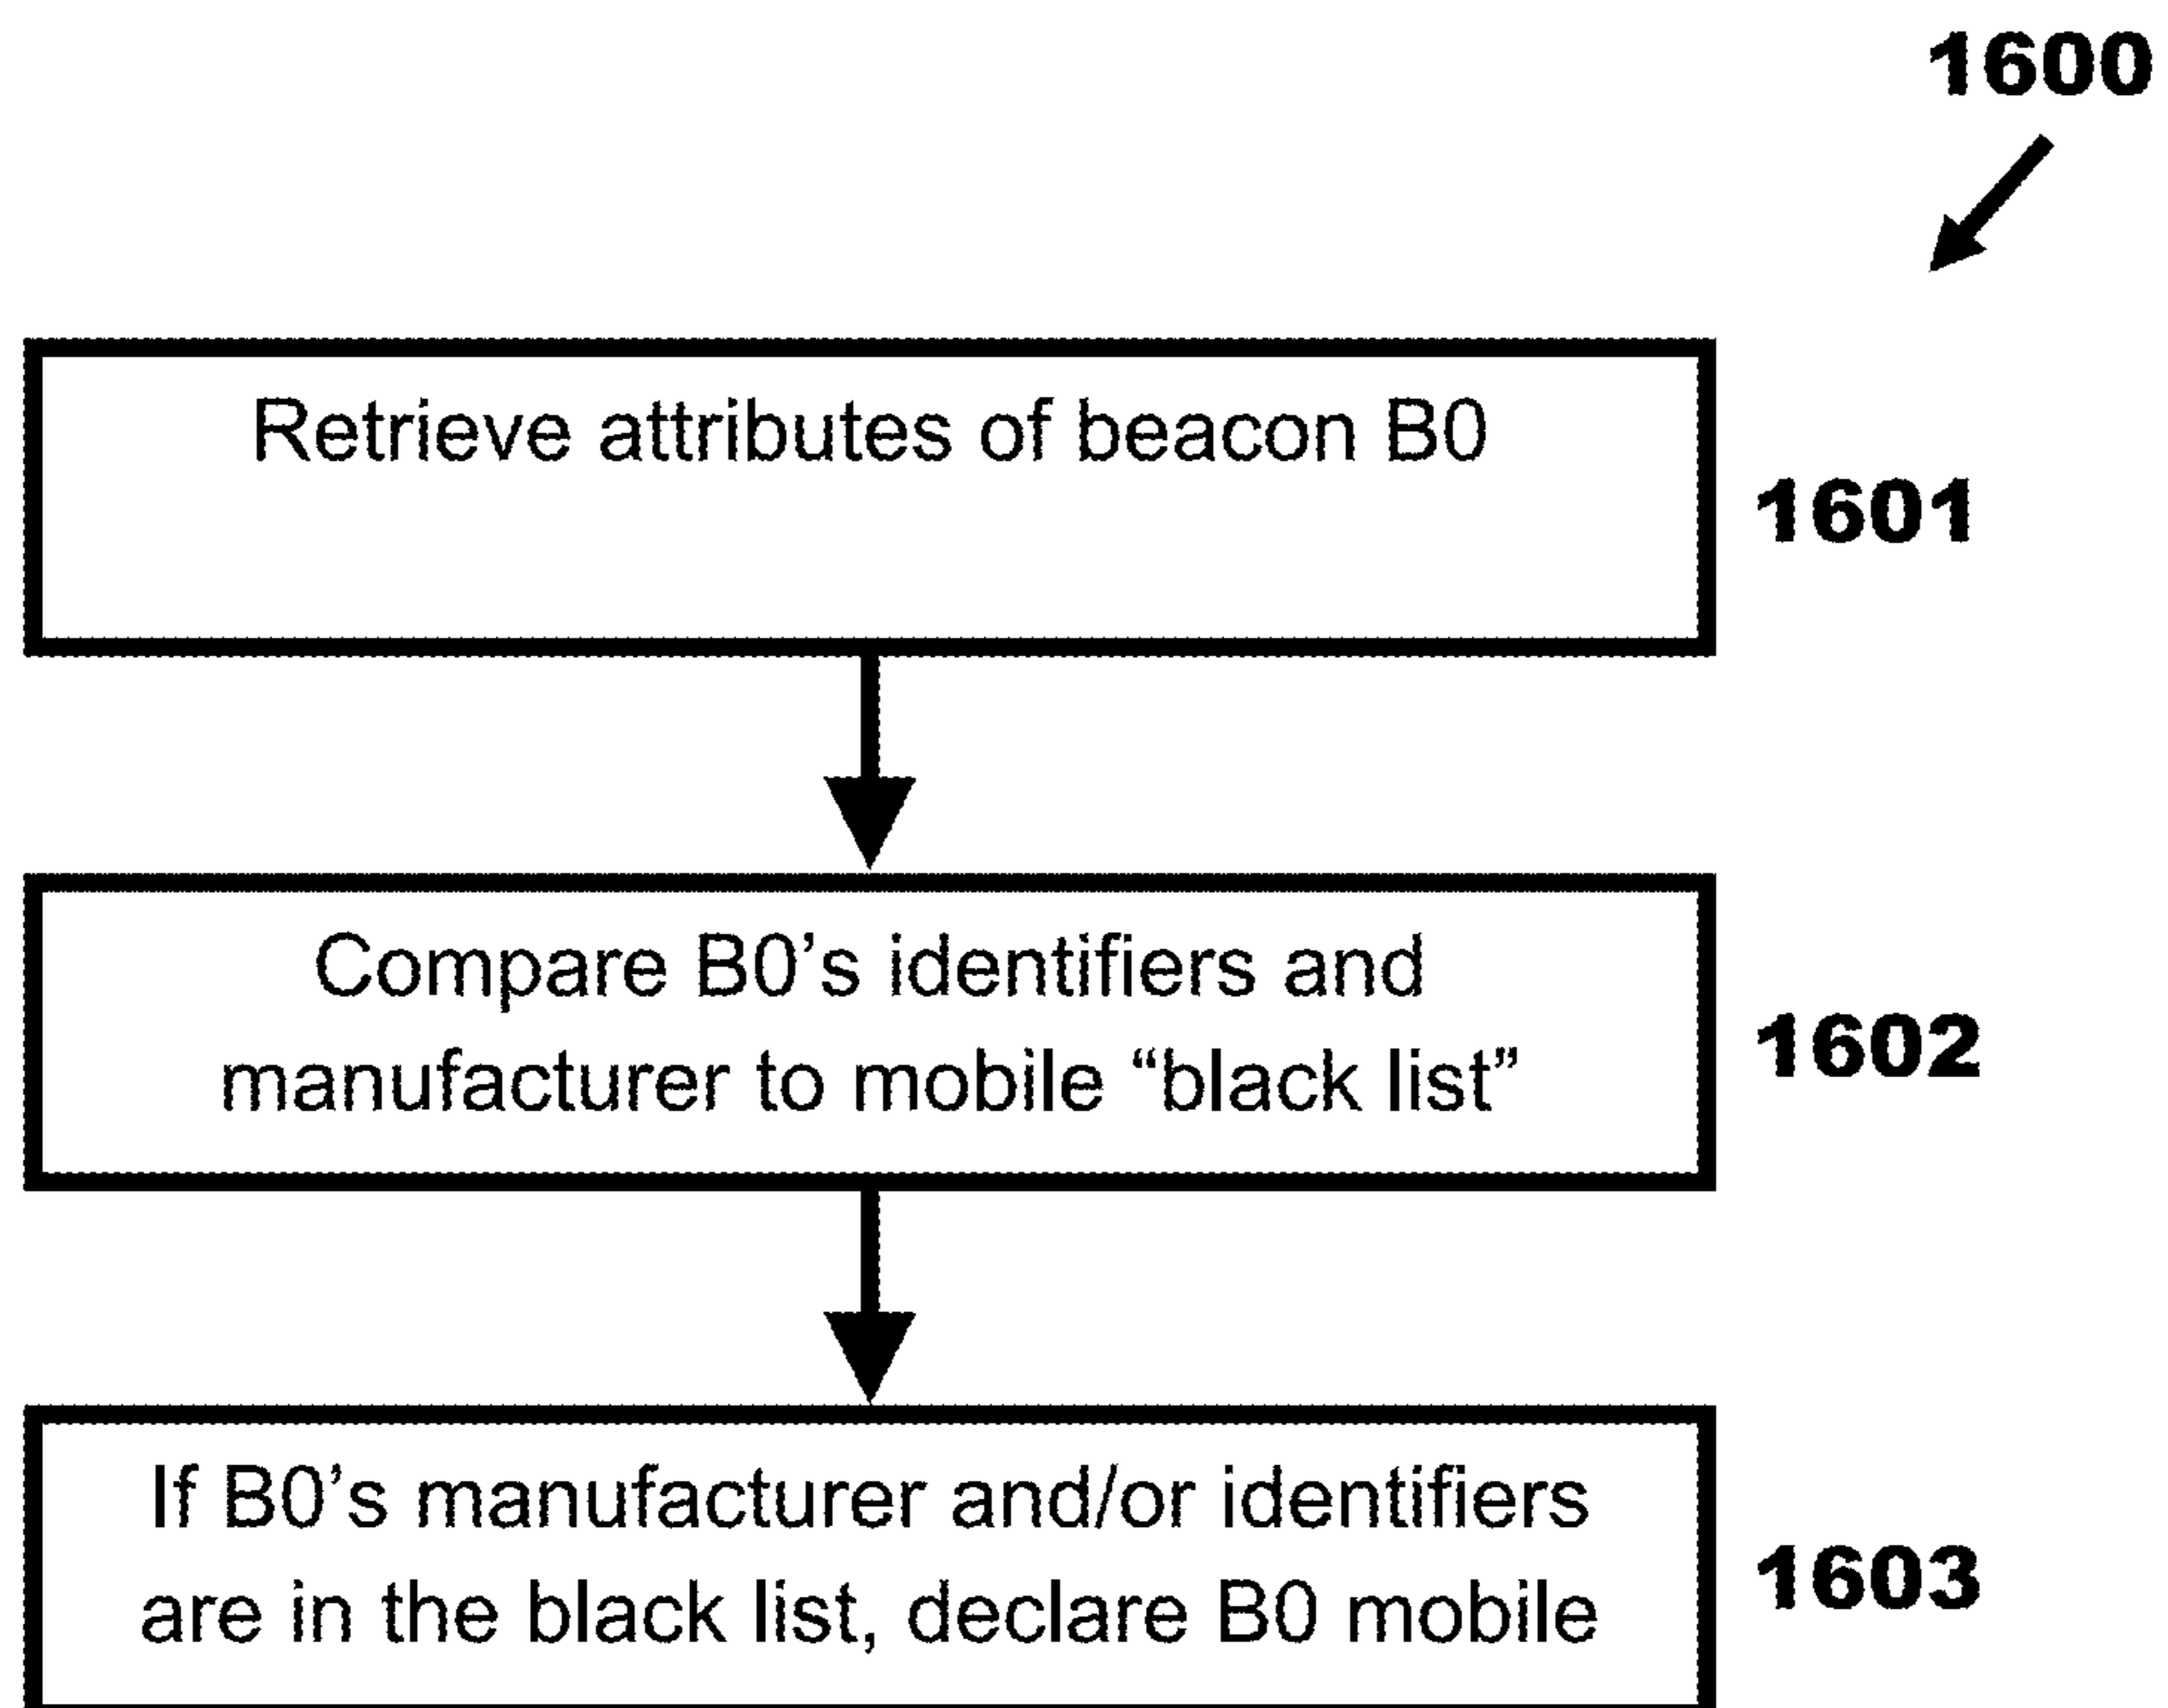 1600
Retrieve attributes of beacon B0
1601
Compare B0’s identifiers and
manufacturer to mobile “black list”
1602
If B0’s manufacturer and/or identifiers
are in the black list, declare B0 mobile
1603